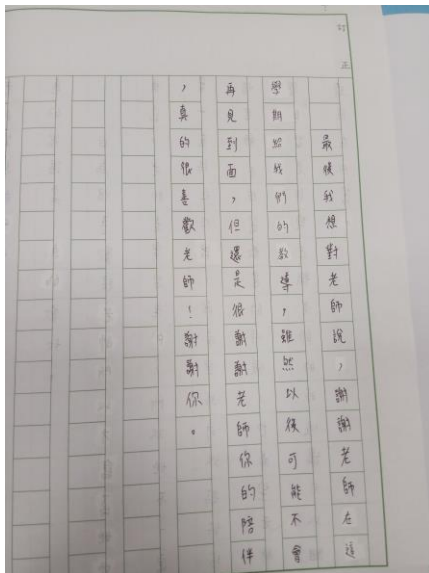 訂正
最後我想對老師說，謝謝老師在這
學期給我們的教導，雖然以後可能不會
再見到面，但還是很謝謝老師你的陪伴
，真的很喜歡老師！謝謝你。